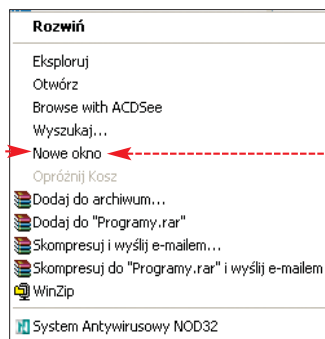 Rozwiń
Eksploruj
Otwórz
Browse with ACDSee
Wyszukaj...
Nowe okno
Opróżnij Kosz
Dodaj do archiwum...
Dodaj do "Programy.rar"
Skompresuj i wyślij e-mailem...
Skompresuj do "Programy.rar" i wyślij e-mailem
WinZip
System Antywirusowy NOD32